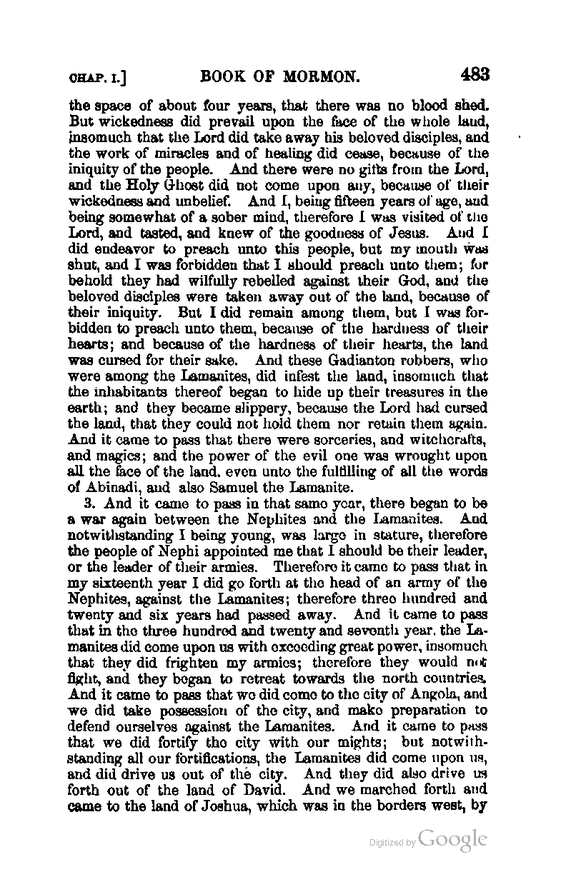 CHAP. I.] BOOK OF MORMON. 483
the space of about four years, that there was no blood shed.
But wickedness did prevail upon the face of the whole land,
insomuch that the Lord did take away his beloved disciples, and
the work of miracles and of healing did cease, because of the
iniquity of the people. And there were no gifts from the Lord,
and the Holy Ghost did not come upon any, because of their
wickedness and unbelief. And I, being fifteen years of age, and
being somewhat of a sober mind, therefore I was visited of the
Lord, and tasted, and knew of the goodness of Jesus. And I
did endeavor to preach unto this people, but my mouth was
shut, and I was forbidden that I should preach unto them; for
behold they had wilfully rebelled against their God, and the
beloved disciples were taken away out of the land, because of
their iniquity. But I did remain among them, but I was for-
bidden to preach unto them, because of the hardness of their
hearts; and because of the hardness of their hearts, the land
was cursed for their sake. And these Gadianton robbers, who
were among the Lamanites, did infest the land, insomuch that
the inhabitants thereof began to hide up their treasures in the
earth; and they became slippery, because the Lord had cursed
the land, that they could not hold them nor retain them again.
And it came to pass that there were sorceries, and witchcrafts,
and magics; and the power of the evil one was wrought upon
all the face of the land, even unto the fulfilling of all the words
of Abinadi, and also Samuel the Lamanite.
3. And it came to pass in that same year, there began to be
a war again between the Nephites and the Lamanites. And
notwithstanding I being young, was large in stature, therefore
the people of Nephi appointed me that I should be their leader,
or the leader of their armies. Therefore it came to pass that in
my sixteenth year I did go forth at the head of an army of the
Nephites, against the Lamanites; therefore three hundred and
twenty and six years had passed away. And it came to pass
that in the three hundred and twenty and seventh year, the La-
manites did come upon us with exceeding great power, insomuch
that they did frighten my armies; therefore they would not
fight, and they began to retreat towards the north countries.
And it came to pass that we did come to the city of Angola, and
we did take possession of the city, and make preparation to
defend ourselves against the Lamanites. And it came to pass
that we did fortify the city with our mights; but notwith-
standing all our fortifications, the Lamanites did come upon us,
and did drive us out of the city. And they did also drive us
forth out of the land of David. And we marched forth and
came to the land of Joshua, which was in the borders west, by
Digitized by Google